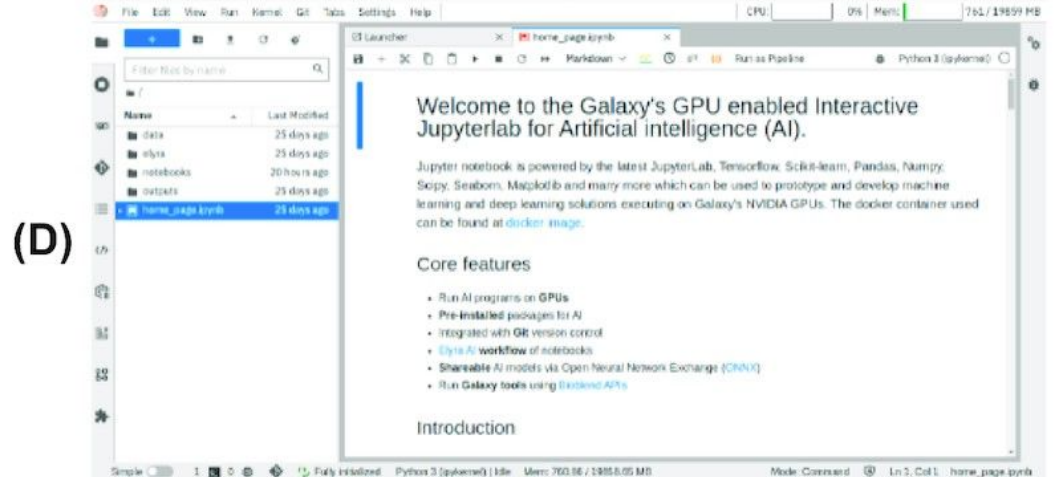 File Edit View Run Kernel Git Tabs Settings Help CPU: 0% Mem: 761 / 19859 MB
Launcher × home_page.ipynb ×
Filter files by name
Markdown Run as Pipeline Python 3 (ipykernel)
/
Name Last Modified
data 25 days ago
elyra 25 days ago
notebooks 20 hours ago
outputs 25 days ago
home_page.ipynb 25 days ago
(D)
Welcome to the Galaxy's GPU enabled Interactive
Jupyterlab for Artificial intelligence (AI).
Jupyter notebook is powered by the latest JupyterLab, Tensorflow, Scikit-learn, Pandas, Numpy,
Scipy, Seaborn, Matplotlib and many more which can be used to prototype and develop machine
learning and deep learning solutions executing on Galaxy's NVIDIA GPUs. The docker container used
can be found at docker image.
Core features
• Run AI programs on GPUs
• Pre-installed packages for AI
• Integrated with Git version control
• Elyra AI workflow of notebooks
• Shareable AI models via Open Neural Network Exchange (ONNX)
• Run Galaxy tools using Bioblend APIs
Introduction
Simple 1 0 Fully initialized Python 3 (ipykernel) | Idle Mem: 760.86 / 19858.05 MB Mode: Command Ln 1, Col 1 home_page.ipynb